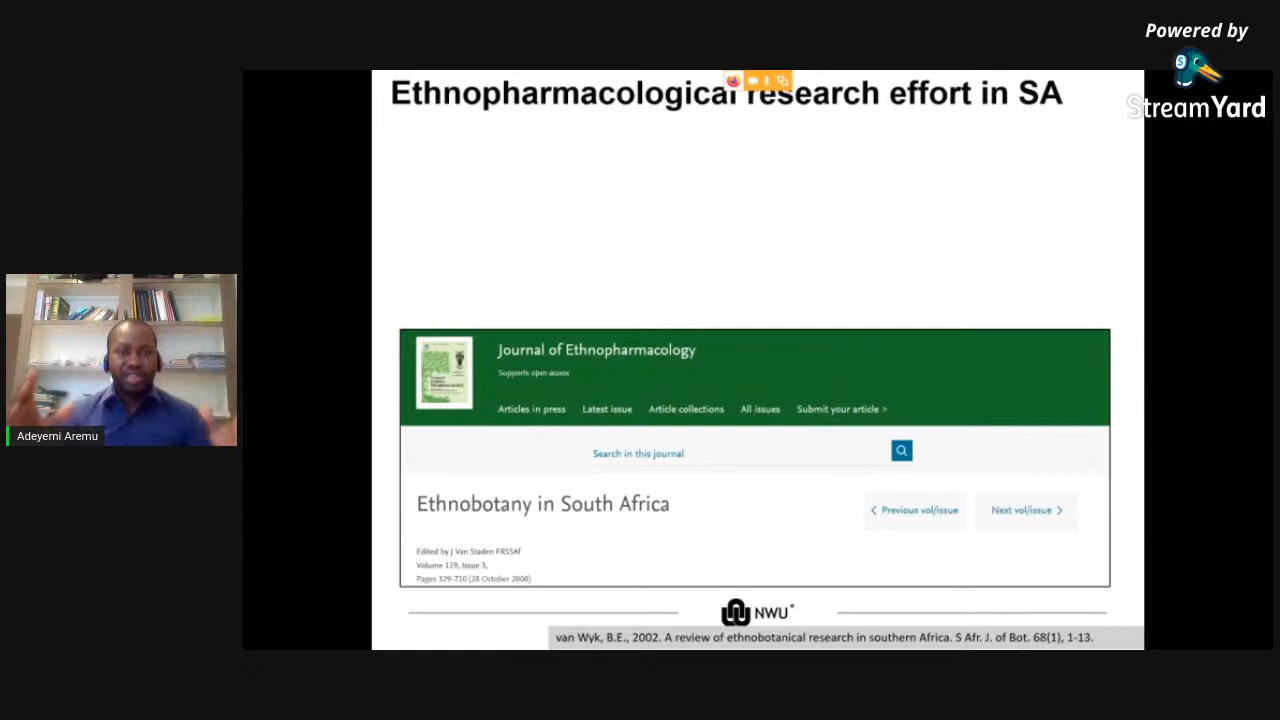 Powered by
StreamYard
Ethnopharmacological research effort in SA
Journal of Ethnopharmacology
Supports open access
Articles in press
Latest issue
Article collections
All issues
Submit your article >
Search in this journal
Ethnobotany in South Africa
< Previous vol/issue
Next vol/issue >
Edited by J Van Staden FRSSAf
Volume 119, Issue 3,
Pages 329-710 (28 October 2008)
Adeyemi Aremu
NWU
van Wyk, B.E., 2002. A review of ethnobotanical research in southern Africa. S Afr. J. of Bot. 68(1), 1-13.